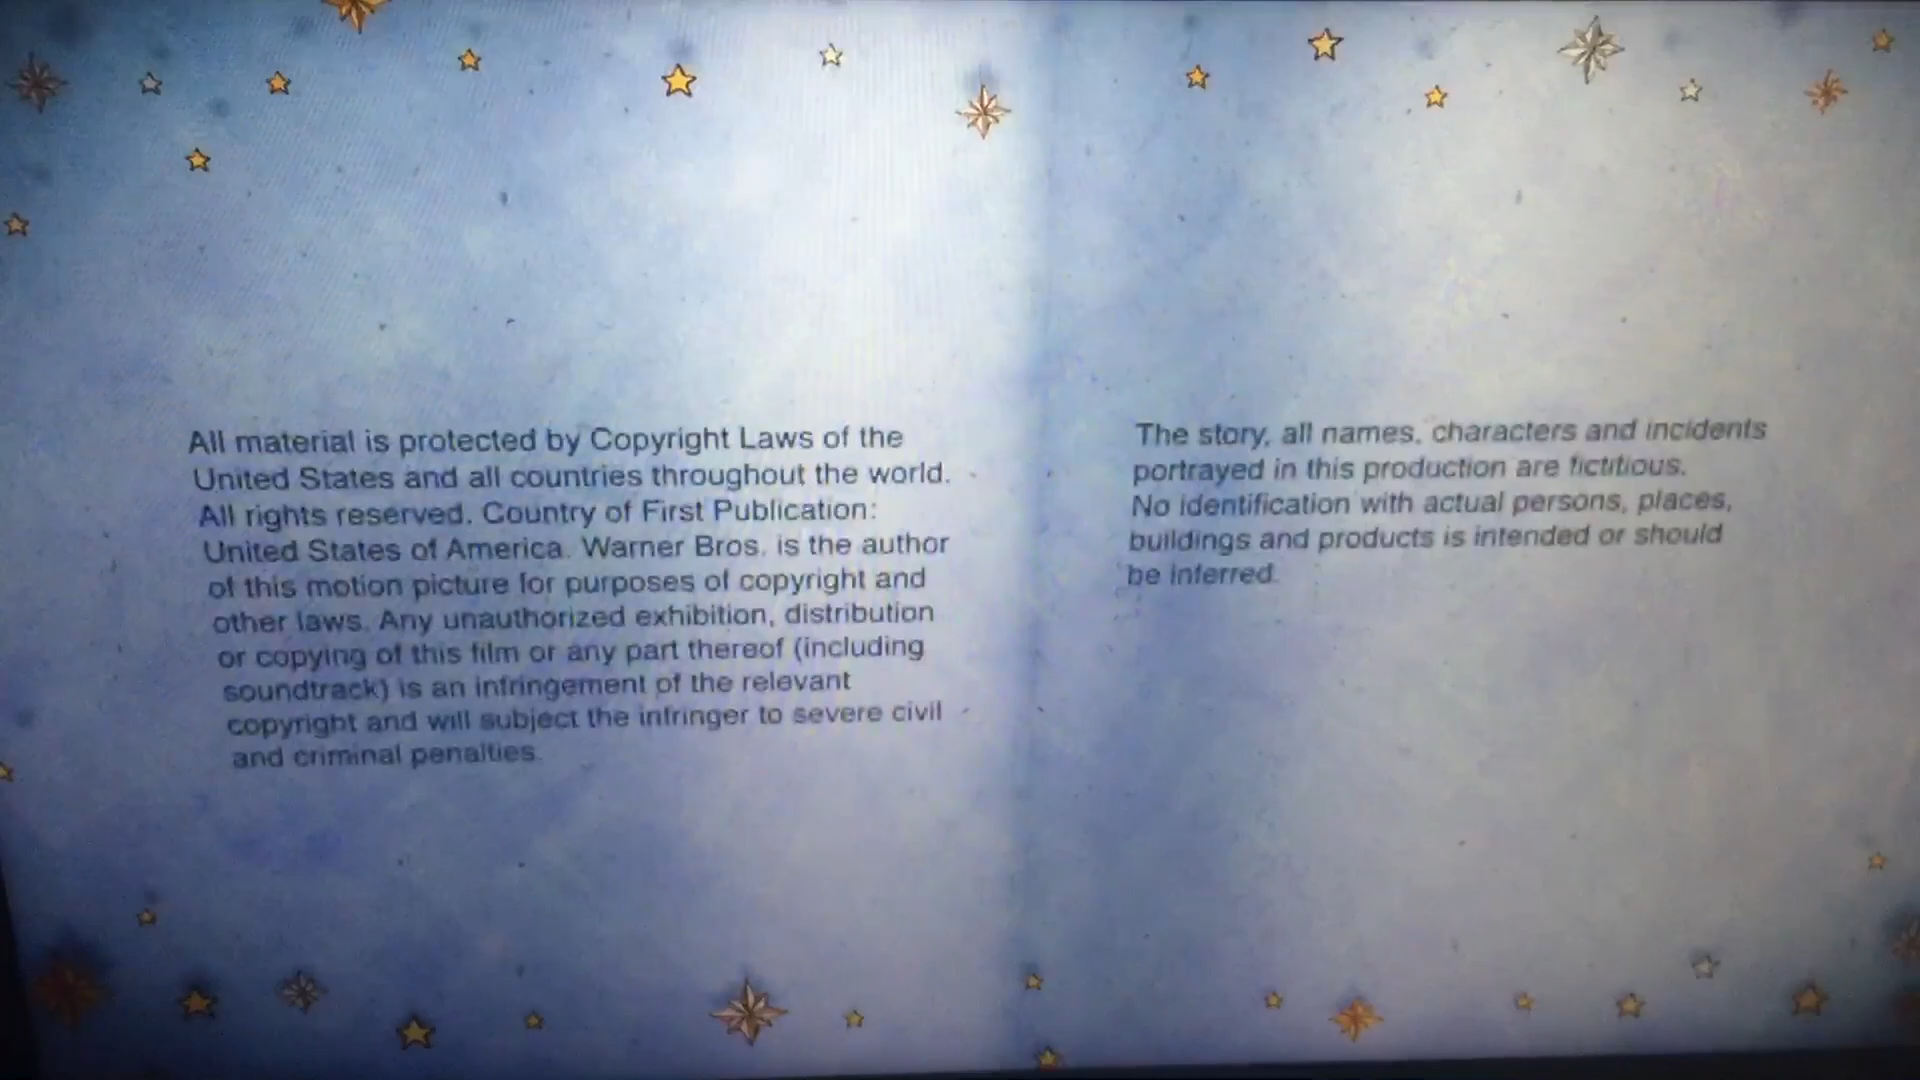 All material is protected by Copyright Laws of the
United States and all countries throughout the world.
All rights reserved. Country of First Publication:
United States of America. Warner Bros. is the author
of this motion picture for purposes of copyright and
other laws. Any unauthorized exhibition, distribution
or copying of this film or any part thereof (including
soundtrack) is an infringement of the relevant
copyright and will subject the infringer to severe civil
and criminal penalties.
The story, all names, characters and incidents
portrayed in this production are fictitious.
No identification with actual persons, places,
buildings and products is intended or should
be inferred.